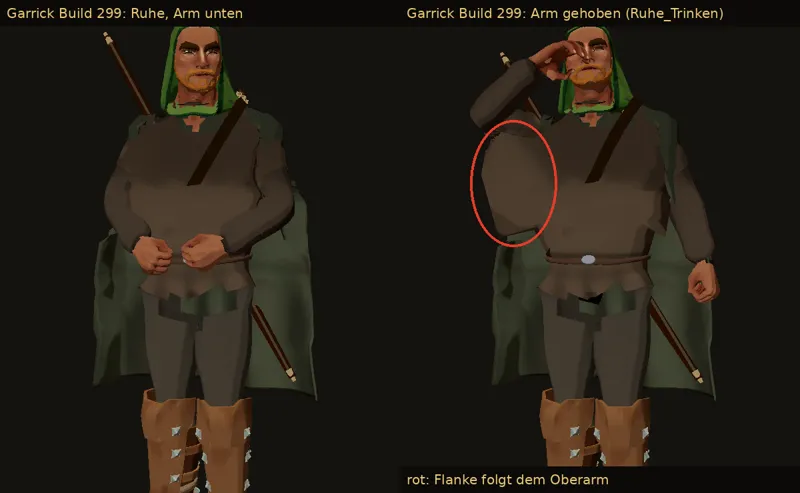 Garrick Build 299: Ruhe, Arm unten
Garrick Build 299: Arm gehoben (Ruhe_Trinken)
rot: Flanke folgt dem Oberarm